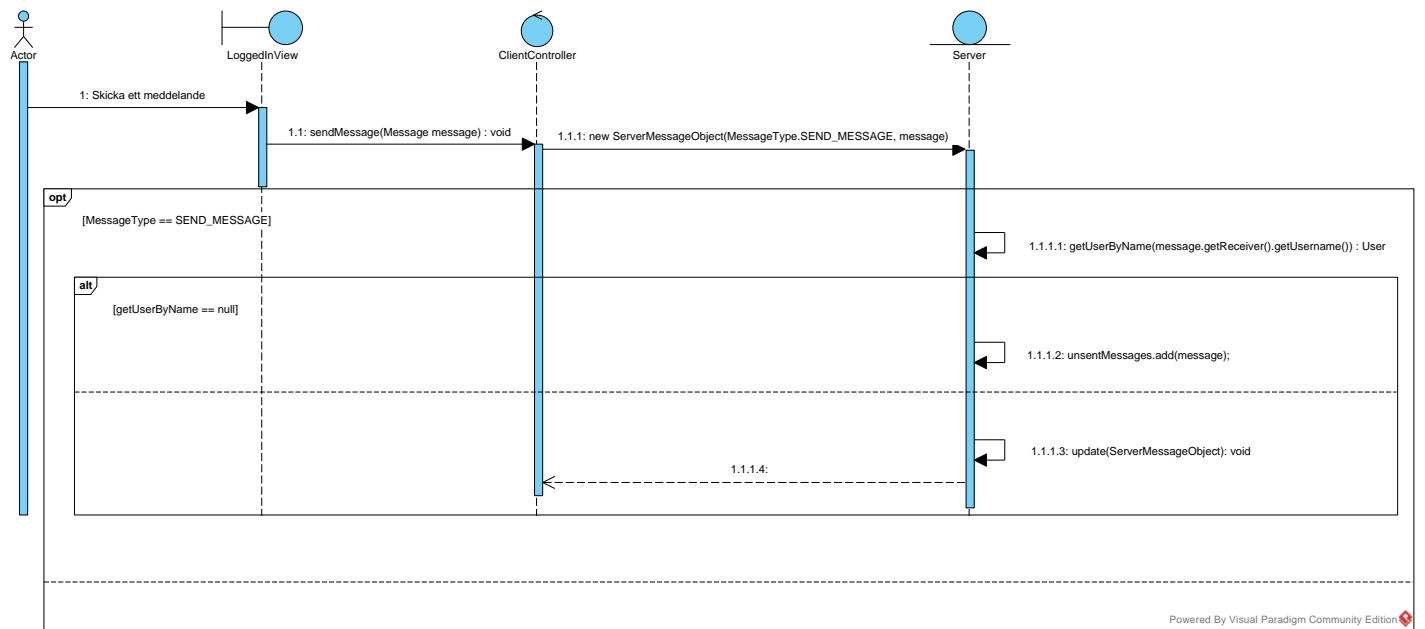 Actor
LoggedInView
ClientController
Server
1: Skicka ett meddelande
1.1: sendMessage(Message message) : void
1.1.1: new ServerMessageObject(MessageType.SEND_MESSAGE, message)
opt
[MessageType == SEND_MESSAGE]
1.1.1.1: getUserByName(message.getReceiver().getUsername()) : User
alt
[getUserByName == null]
1.1.1.2: unsentMessages.add(message);
1.1.1.3: update(ServerMessageObject): void
1.1.1.4:
Powered By Visual Paradigm Community Edition